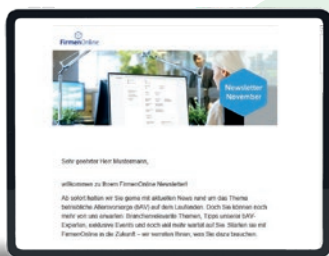 FirmenOnline
Newsletter
November
Sehr geehrter Herr Mustermann,
willkommen zu Ihrem FirmenOnline Newsletter!
Ab sofort halten wir Sie gerne mit aktuellen News rund um das Thema
betriebliche Altersvorsorge (bAV) auf dem Laufenden. Doch Sie können noch
mehr von uns erwarten. Branchenrelevante Themen, Tipps unserer bAV-
Experten, exklusive Events und noch viel mehr wartet auf Sie. Starten sie mit
FirmenOnline in die Zukunft – wir verraten Ihnen, was Sie dazu brauchen.